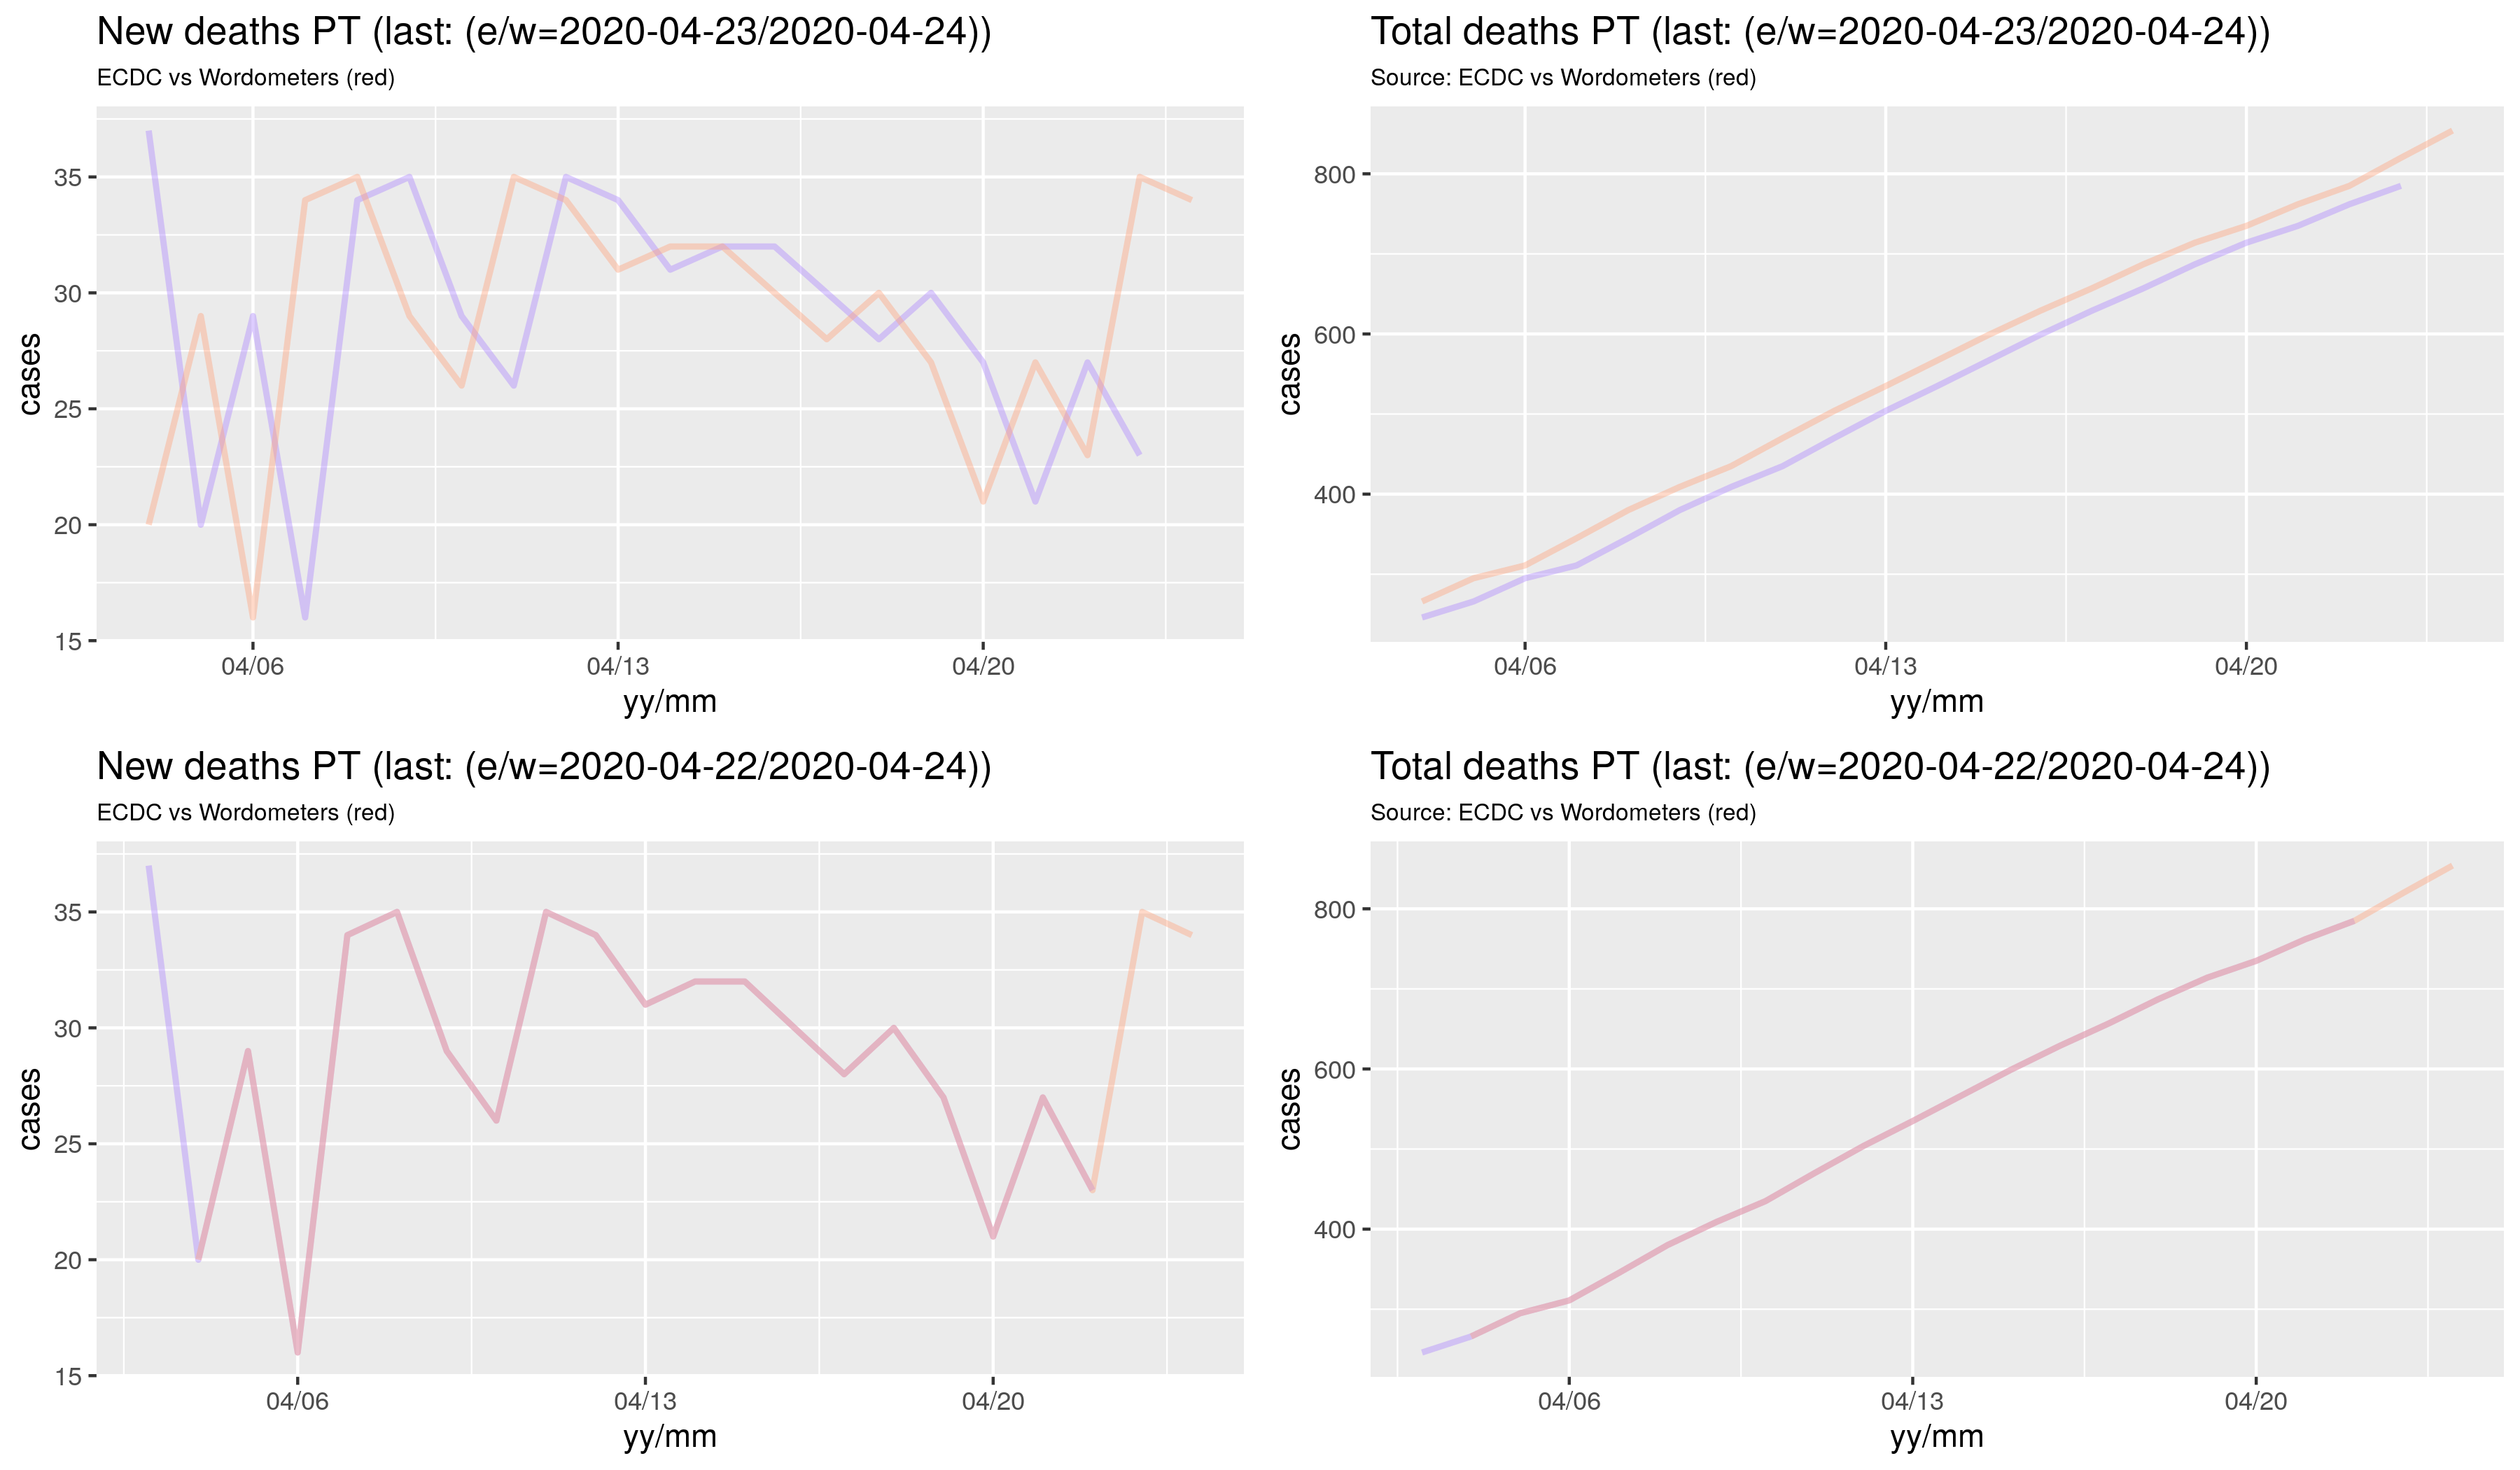 New deaths PT (last: (e/w=2020-04-23/2020-04-24))
ECDC vs Wordometers (red)
cases
35
30
25
20
15
04/06
04/13
04/20
yy/mm
Total deaths PT (last: (e/w=2020-04-23/2020-04-24))
Source: ECDC vs Wordometers (red)
cases
800
600
400
04/06
04/13
04/20
yy/mm
New deaths PT (last: (e/w=2020-04-22/2020-04-24))
ECDC vs Wordometers (red)
cases
35
30
25
20
15
04/06
04/13
04/20
yy/mm
Total deaths PT (last: (e/w=2020-04-22/2020-04-24))
Source: ECDC vs Wordometers (red)
cases
800
600
400
04/06
04/13
04/20
yy/mm